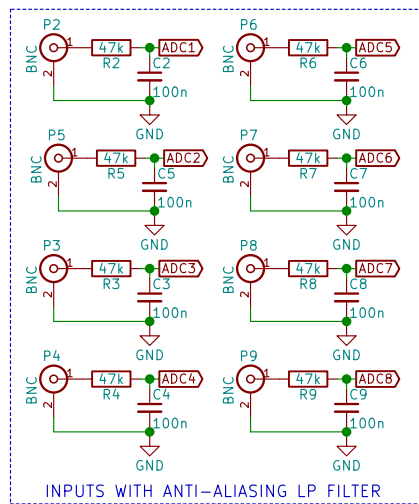 P2
BNC
1
2
47k
R2
ADC1
C2
100n
GND
P6
BNC
1
2
47k
R6
ADC5
C6
100n
GND
P5
BNC
1
2
47k
R5
ADC2
C5
100n
GND
P7
BNC
1
2
47k
R7
ADC6
C7
100n
GND
P3
BNC
1
2
47k
R3
ADC3
C3
100n
GND
P8
BNC
1
2
47k
R8
ADC7
C8
100n
GND
P4
BNC
1
2
47k
R4
ADC4
C4
100n
GND
P9
BNC
1
2
47k
R9
ADC8
C9
100n
GND
INPUTS WITH ANTI-ALIASING LP FILTER